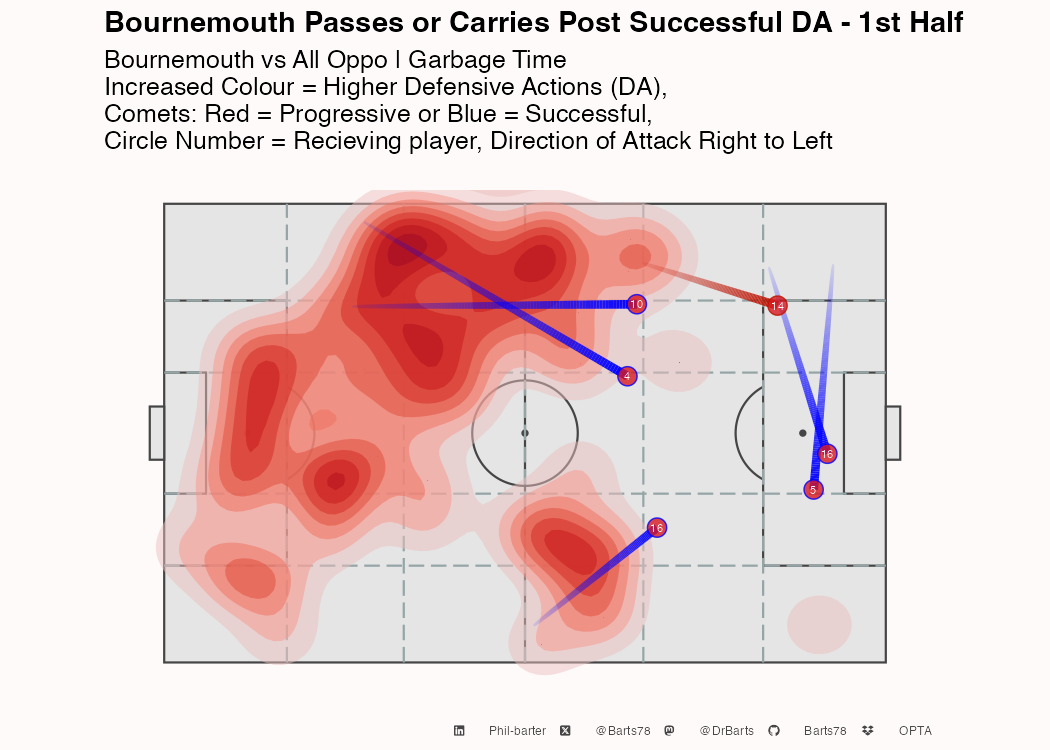 Bournemouth Passes or Carries Post Successful DA - 1st Half
Bournemouth vs All Oppo | Garbage Time
Increased Colour = Higher Defensive Actions (DA),
Comets: Red = Progressive or Blue = Successful,
Circle Number = Recieving player, Direction of Attack Right to Left
10
14
4
16
5
16
Phil-barter @Barts78 @DrBarts Barts78 OPTA